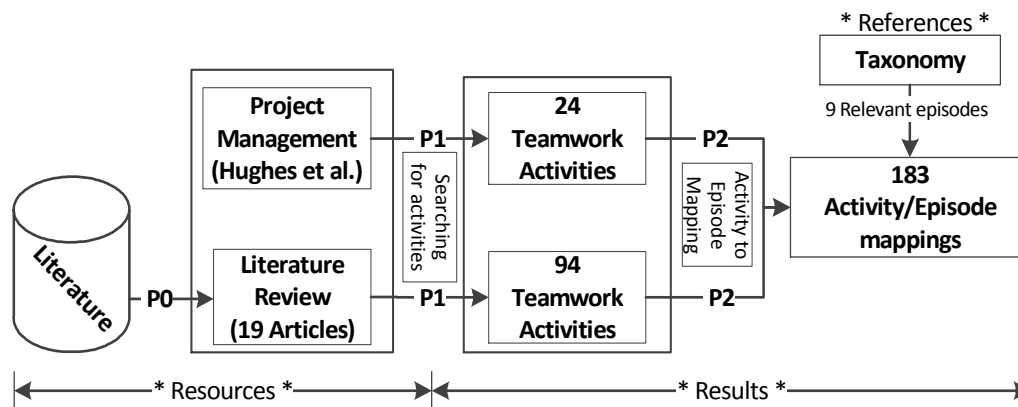 * References *
Taxonomy
9 Relevant episodes
Project
Management
(Hughes et al.)
P1
24
Teamwork
Activities
P2
183
Activity/Episode
mappings
Searching
for activities
Activity to
Episode
Mapping
Literature
P0
Literature
Review
(19 Articles)
P1
94
Teamwork
Activities
P2
* Resources *
* Results *